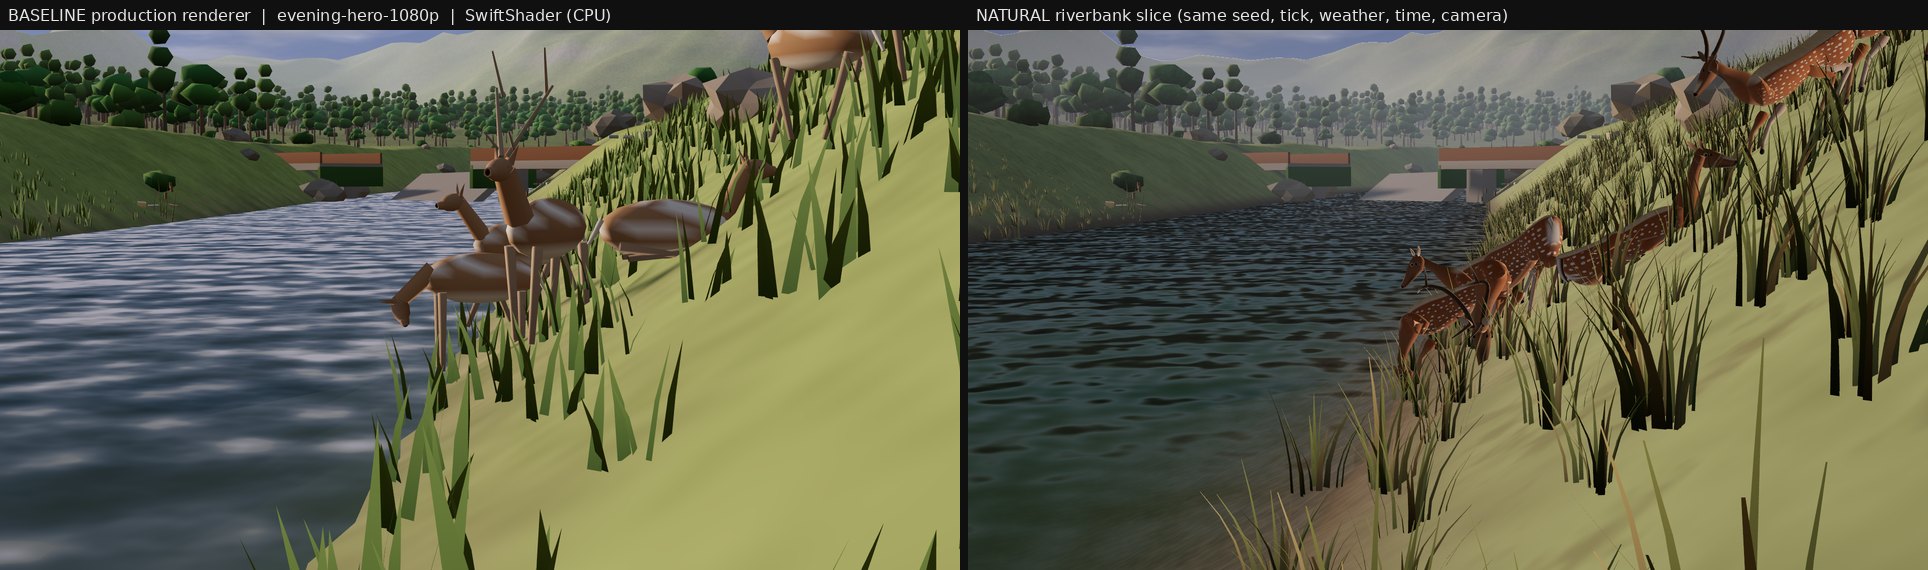 BASELINE production renderer | evening-hero-1080p | SwiftShader (CPU)
NATURAL riverbank slice (same seed, tick, weather, time, camera)